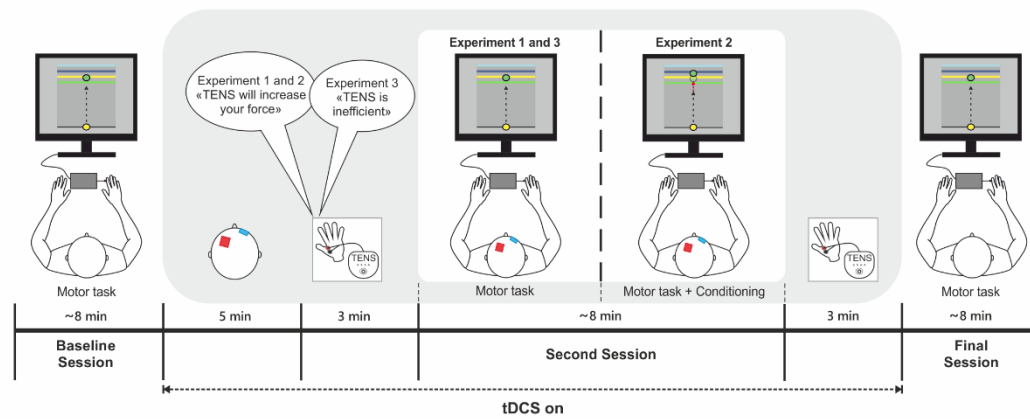 Experiment 1 and 2
«TENS will increase
your force»
Experiment 3
«TENS is
inefficient»
Experiment 1 and 3
Experiment 2
TENS
TENS
Motor task
Motor task
Motor task + Conditioning
Motor task
~8 min
5 min
3 min
~8 min
3 min
~8 min
Baseline
Session
Second Session
Final
Session
tDCS on